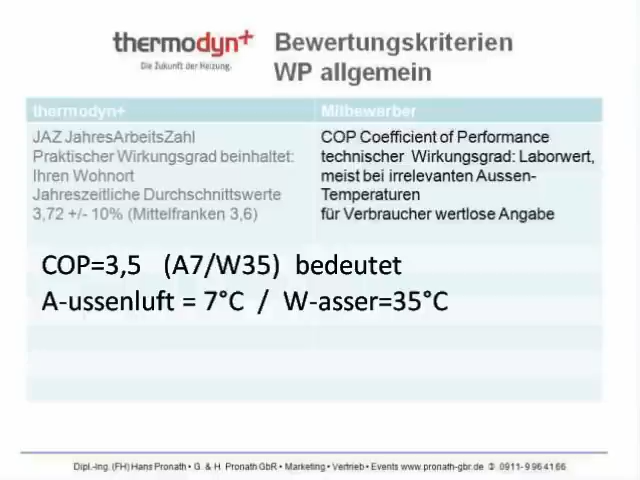 thermodyn+
Die Zukunft der Heizung.
Bewertungskriterien
WP allgemein
thermodyn+
Mitbewerber
JAZ JahresArbeitsZahl
Praktischer Wirkungsgrad beinhaltet:
Ihren Wohnort
Jahreszeitliche Durchschnittswerte
3,72 +/- 10% (Mittelfranken 3,6)
COP Coefficient of Performance
technischer Wirkungsgrad: Laborwert,
meist bei irrelevanten Aussen-
Temperaturen
für Verbraucher wertlose Angabe
COP=3,5 (A7/W35) bedeutet
A-ussenluft = 7°C / W-asser=35°C
Dipl.-Ing. (FH) Hans Pronath • G. & H. Pronath GbR • Marketing • Vertrieb • Events www.pronath-gbr.de ✆ 0911- 9 96 41 66